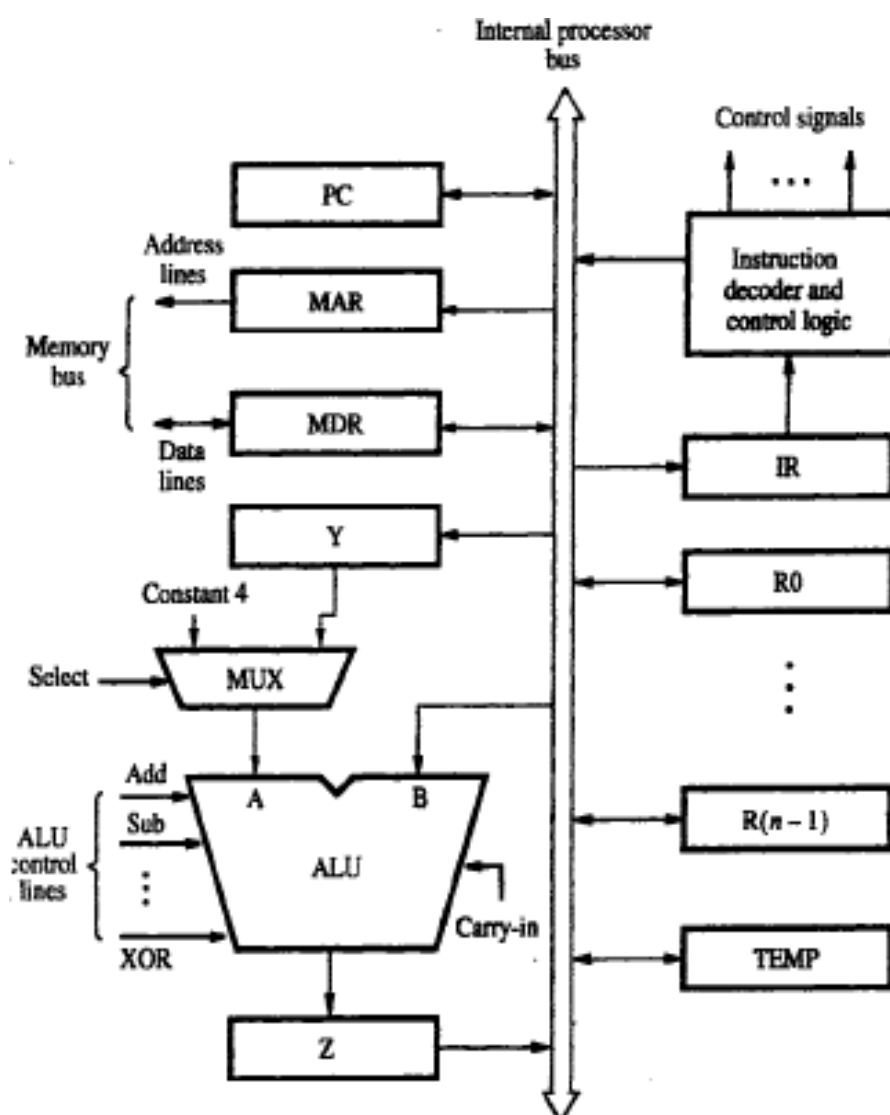 Internal processor
bus
Control signals
...
PC
Address
lines
Instruction
decoder and
control logic
MAR
Memory
bus
MDR
Data
lines
IR
Y
R0
Constant 4
Select
MUX
Add
A
B
R(n − 1)
Sub
ALU
control
lines
ALU
Carry-in
XOR
TEMP
Z